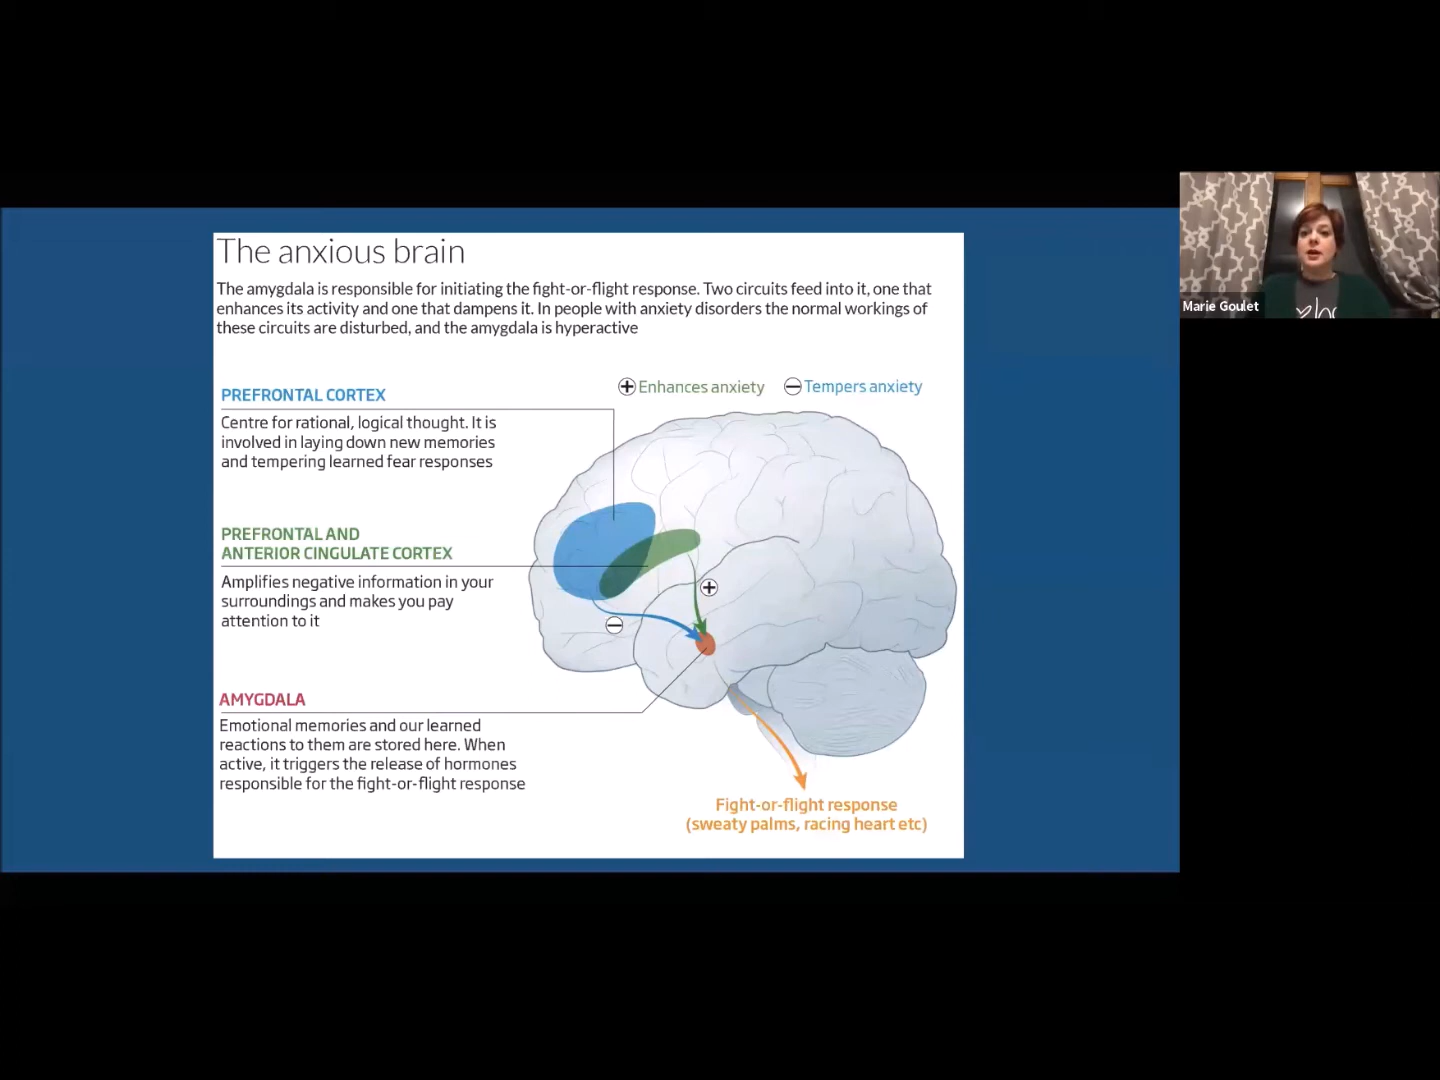 The anxious brain
The amygdala is responsible for initiating the fight-or-flight response. Two circuits feed into it, one that
enhances its activity and one that dampens it. In people with anxiety disorders the normal workings of
these circuits are disturbed, and the amygdala is hyperactive
+ Enhances anxiety − Tempers anxiety
PREFRONTAL CORTEX
Centre for rational, logical thought. It is
involved in laying down new memories
and tempering learned fear responses
PREFRONTAL AND
ANTERIOR CINGULATE CORTEX
Amplifies negative information in your
surroundings and makes you pay
attention to it
+
−
AMYGDALA
Emotional memories and our learned
reactions to them are stored here. When
active, it triggers the release of hormones
responsible for the fight-or-flight response
Fight-or-flight response
(sweaty palms, racing heart etc)
Marie Goulet